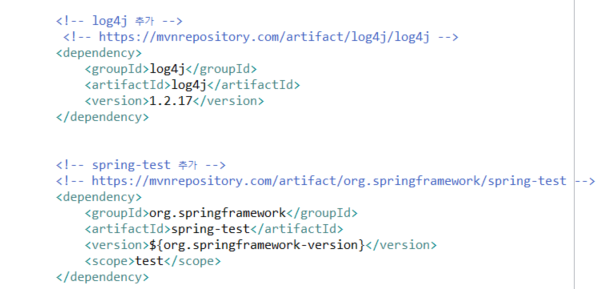 <!-- log4j 추가 -->
<!-- https://mvnrepository.com/artifact/log4j/log4j -->
<dependency>
<groupId>log4j</groupId>
<artifactId>log4j</artifactId>
<version>1.2.17</version>
</dependency>
<!-- spring-test 추가 -->
<!-- https://mvnrepository.com/artifact/org.springframework/spring-test -->
<dependency>
<groupId>org.springframework</groupId>
<artifactId>spring-test</artifactId>
<version>${org.springframework-version}</version>
<scope>test</scope>
</dependency>